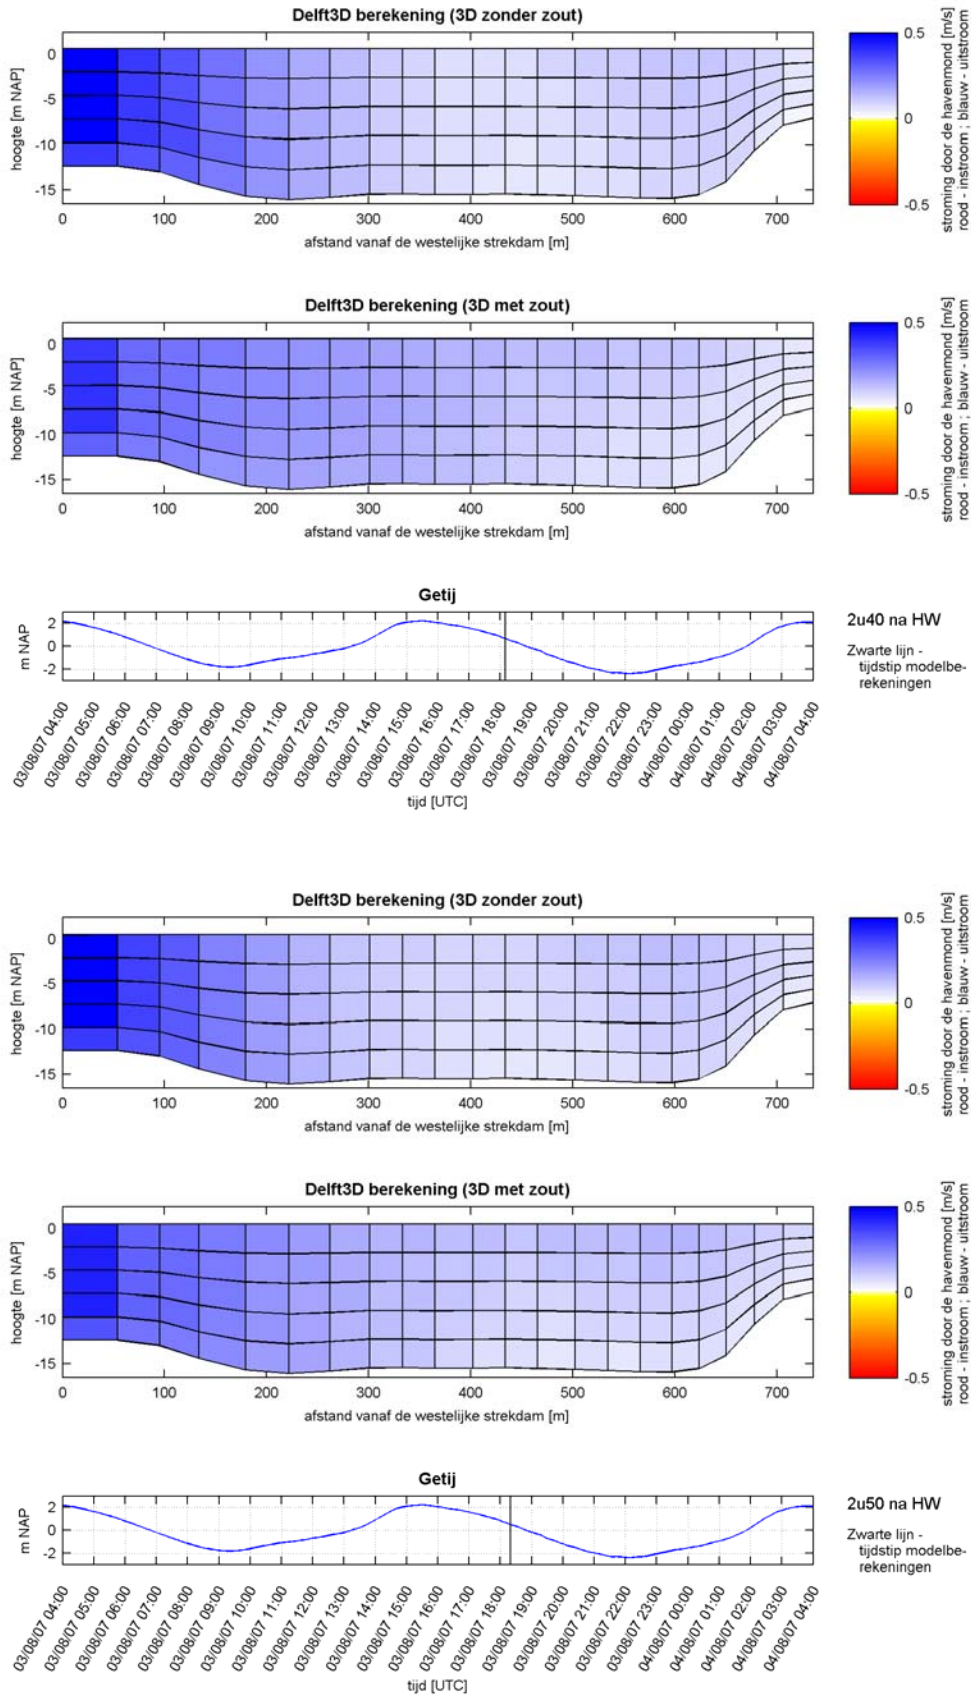 Delft3D berekening (3D zonder zout)
hoogte [m NAP]
0
-5
-10
-15
0 100 200 300 400 500 600 700
afstand vanaf de westelijke strekdam [m]
0.5
0
-0.5
stroming door de havenmond [m/s]
rood - instroom ; blauw - uitstroom
Delft3D berekening (3D met zout)
hoogte [m NAP]
0
-5
-10
-15
0 100 200 300 400 500 600 700
afstand vanaf de westelijke strekdam [m]
0.5
0
-0.5
stroming door de havenmond [m/s]
rood - instroom ; blauw - uitstroom
Getij
m NAP
2
0
-2
03/08/07 04:00
03/08/07 05:00
03/08/07 06:00
03/08/07 07:00
03/08/07 08:00
03/08/07 09:00
03/08/07 10:00
03/08/07 11:00
03/08/07 12:00
03/08/07 13:00
03/08/07 14:00
03/08/07 15:00
03/08/07 16:00
03/08/07 17:00
03/08/07 18:00
03/08/07 19:00
03/08/07 20:00
03/08/07 21:00
03/08/07 22:00
03/08/07 23:00
04/08/07 00:00
04/08/07 01:00
04/08/07 02:00
04/08/07 03:00
04/08/07 04:00
tijd [UTC]
2u40 na HW
Zwarte lijn -
tijdstip modelbe-
rekeningen
Delft3D berekening (3D zonder zout)
hoogte [m NAP]
0
-5
-10
-15
0 100 200 300 400 500 600 700
afstand vanaf de westelijke strekdam [m]
0.5
0
-0.5
stroming door de havenmond [m/s]
rood - instroom ; blauw - uitstroom
Delft3D berekening (3D met zout)
hoogte [m NAP]
0
-5
-10
-15
0 100 200 300 400 500 600 700
afstand vanaf de westelijke strekdam [m]
0.5
0
-0.5
stroming door de havenmond [m/s]
rood - instroom ; blauw - uitstroom
Getij
m NAP
2
0
-2
03/08/07 04:00
03/08/07 05:00
03/08/07 06:00
03/08/07 07:00
03/08/07 08:00
03/08/07 09:00
03/08/07 10:00
03/08/07 11:00
03/08/07 12:00
03/08/07 13:00
03/08/07 14:00
03/08/07 15:00
03/08/07 16:00
03/08/07 17:00
03/08/07 18:00
03/08/07 19:00
03/08/07 20:00
03/08/07 21:00
03/08/07 22:00
03/08/07 23:00
04/08/07 00:00
04/08/07 01:00
04/08/07 02:00
04/08/07 03:00
04/08/07 04:00
tijd [UTC]
2u50 na HW
Zwarte lijn -
tijdstip modelbe-
rekeningen